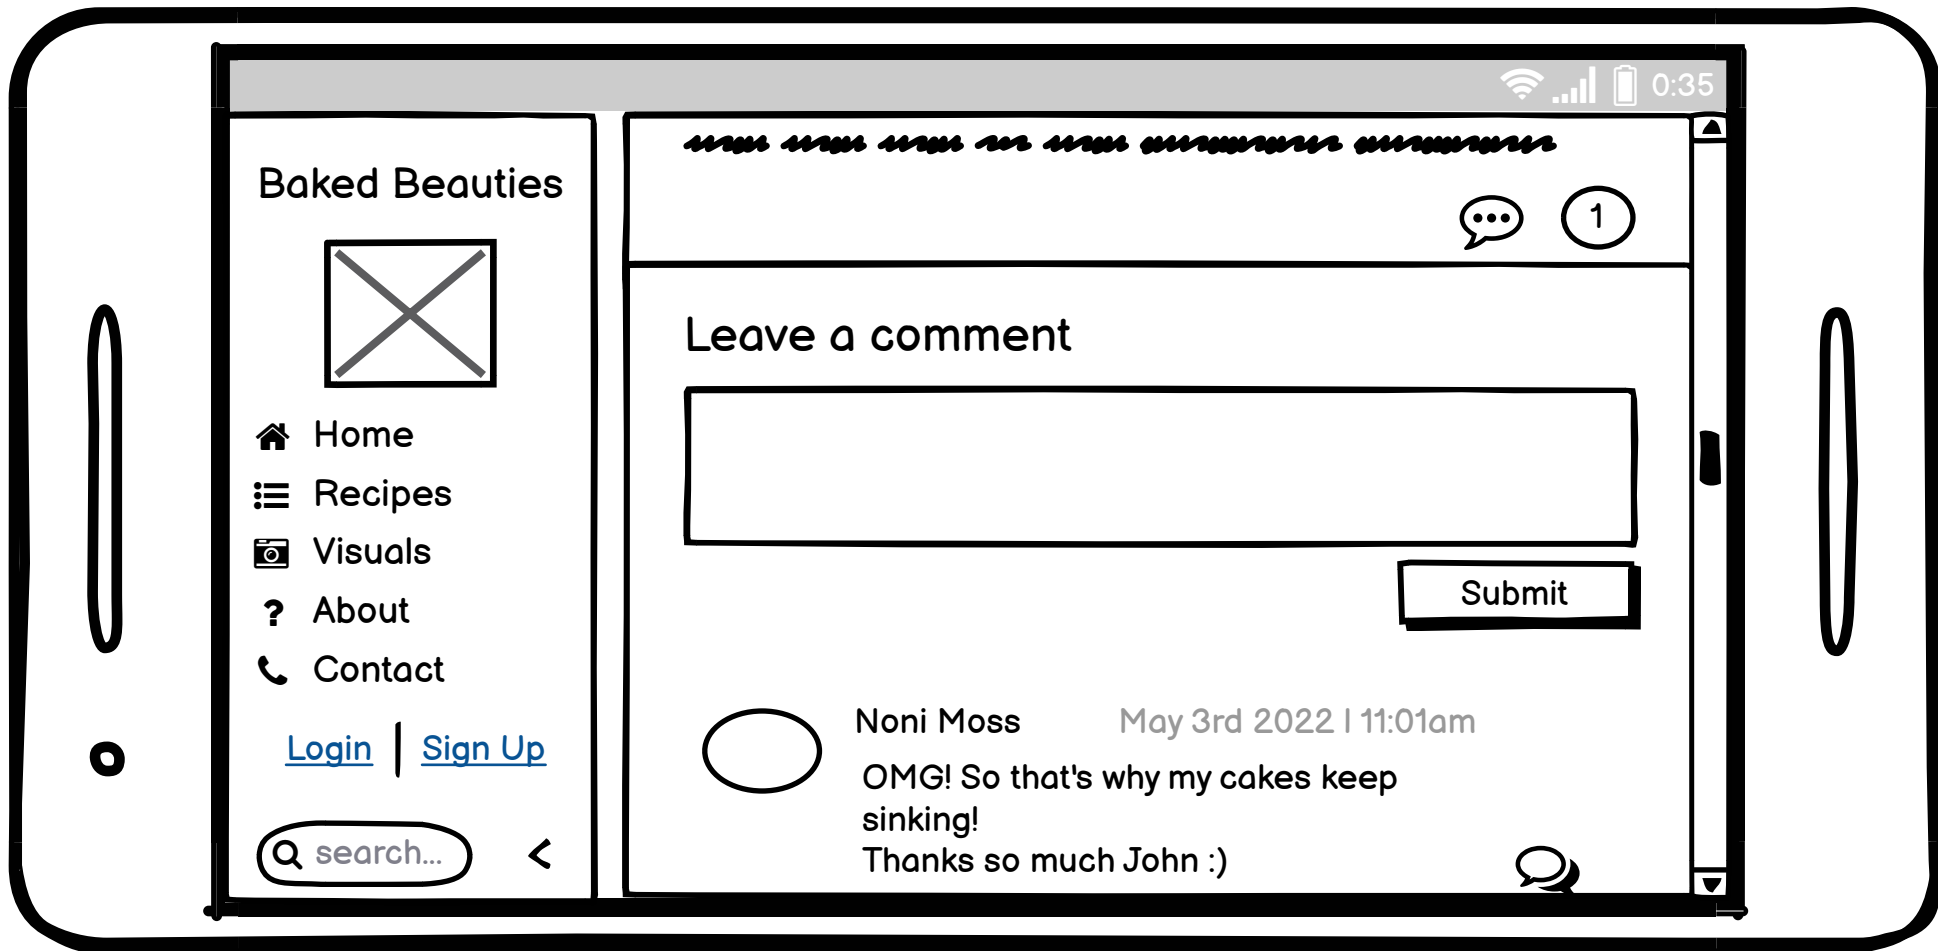 0:35
Baked Beauties
Home
Recipes
Visuals
? About
Contact
Login | Sign Up
search...
1
Leave a comment
Submit
Noni Moss May 3rd 2022 | 11:01am
OMG! So that's why my cakes keep
sinking!
Thanks so much John :)